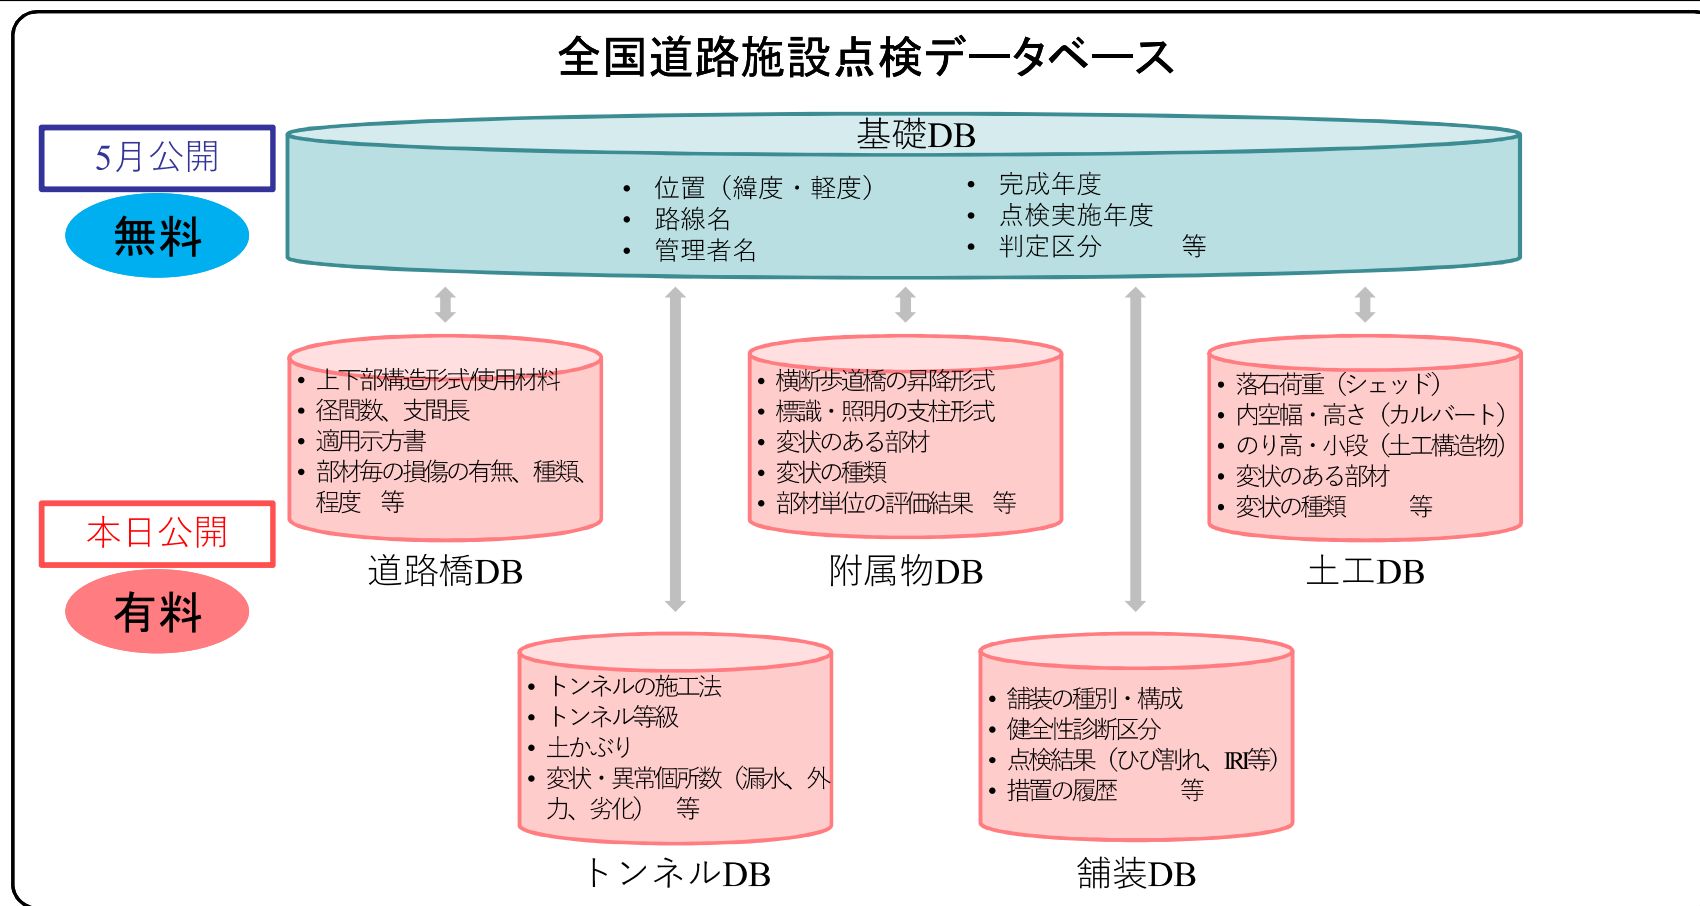 全国道路施設点検データベース
5月公開
無料
基礎DB
• 位置（緯度・軽度）
• 路線名
• 管理者名
• 完成年度
• 点検実施年度
• 判定区分 等
• 上下部構造形式/使用材料
• 径間数、支間長
• 適用示方書
• 部材毎の損傷の有無、種類、
程度 等
道路橋DB
• 横断歩道橋の昇降形式
• 標識・照明の支柱形式
• 変状のある部材
• 変状の種類
• 部材単位の評価結果 等
附属物DB
• 落石荷重（シェッド）
• 内空幅・高さ（カルバート）
• のり高・小段（土工構造物）
• 変状のある部材
• 変状の種類 等
土工DB
本日公開
有料
• トンネルの施工法
• トンネル等級
• 土かぶり
• 変状・異常個所数（漏水、外
力、劣化） 等
トンネルDB
• 舗装の種別・構成
• 健全性診断区分
• 点検結果（ひび割れ、IRI等）
• 措置の履歴 等
舗装DB